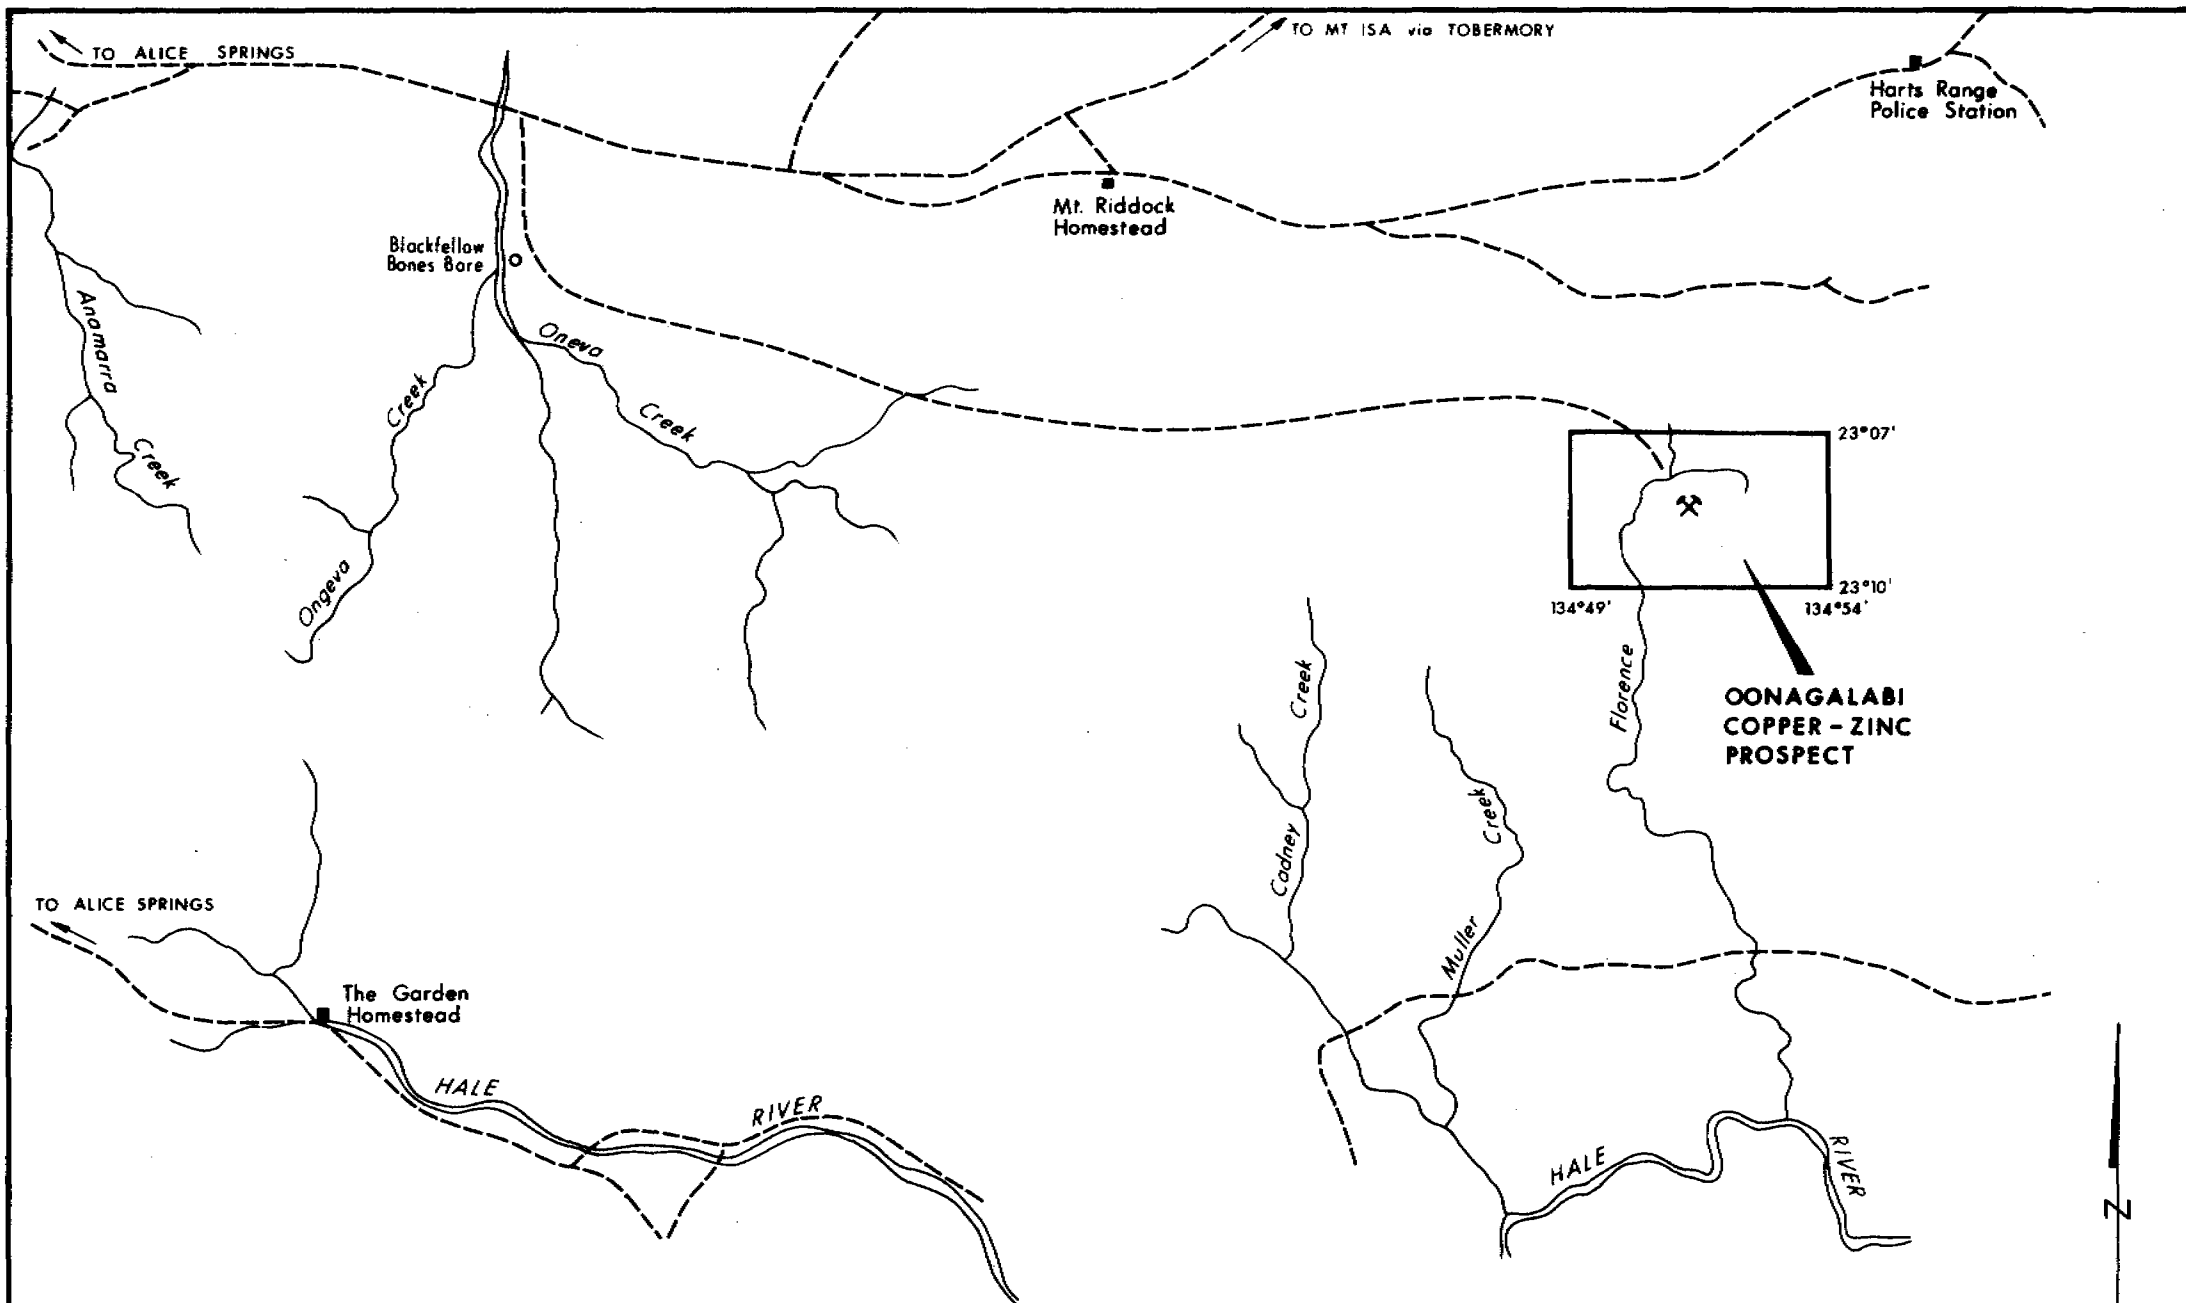 TO ALICE SPRINGS
TO MT ISA via TOBERMORY
Harts Range
Police Station
Mt. Riddock
Homestead
Blackfellow
Bones Bore
Anamarra
Creek
Oneva
Creek
Creek
Ongeva
23°07'
23°10'
134°49'
134°54'
OONAGALABI
COPPER – ZINC
PROSPECT
Florence
Creek
Cadney
Creek
Muller
TO ALICE SPRINGS
The Garden
Homestead
HALE
RIVER
HALE
RIVER
N